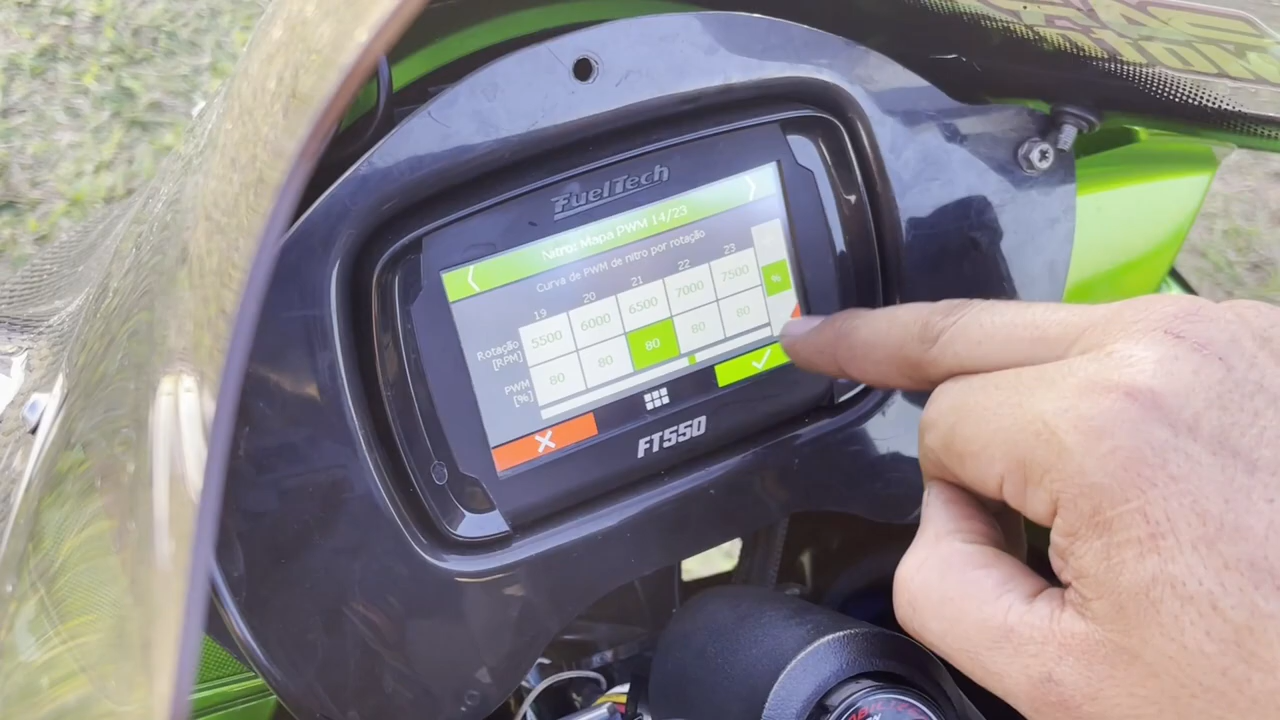 FuelTech
Nitro: Mapa PWM 14/23
Curva de PWM de nitro por rotação
19 20 21 22 23
Rotação [RPM] 5500 6000 6500 7000 7500
PWM [%] 80 80 80 80 80
%
FT550